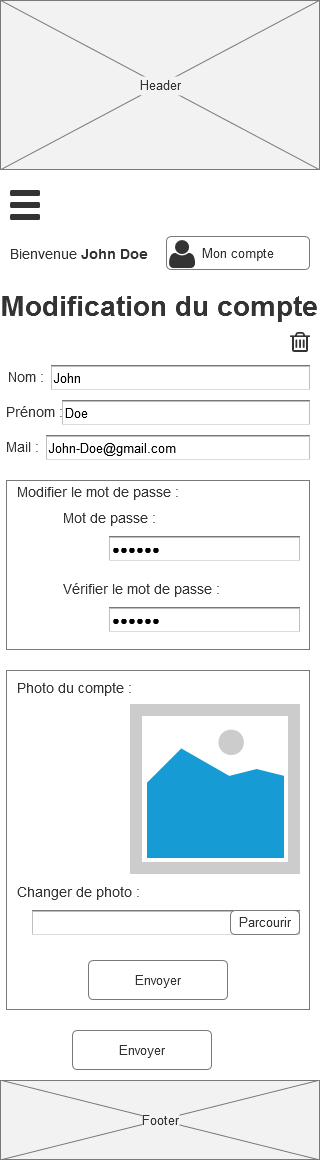 Header
Bienvenue John Doe
Mon compte
Modification du compte
Nom : John
Prénom : Doe
Mail : John-Doe@gmail.com
Modifier le mot de passe :
Mot de passe :
••••••
Vérifier le mot de passe :
••••••
Photo du compte :
Changer de photo :
Parcourir
Envoyer
Envoyer
Footer